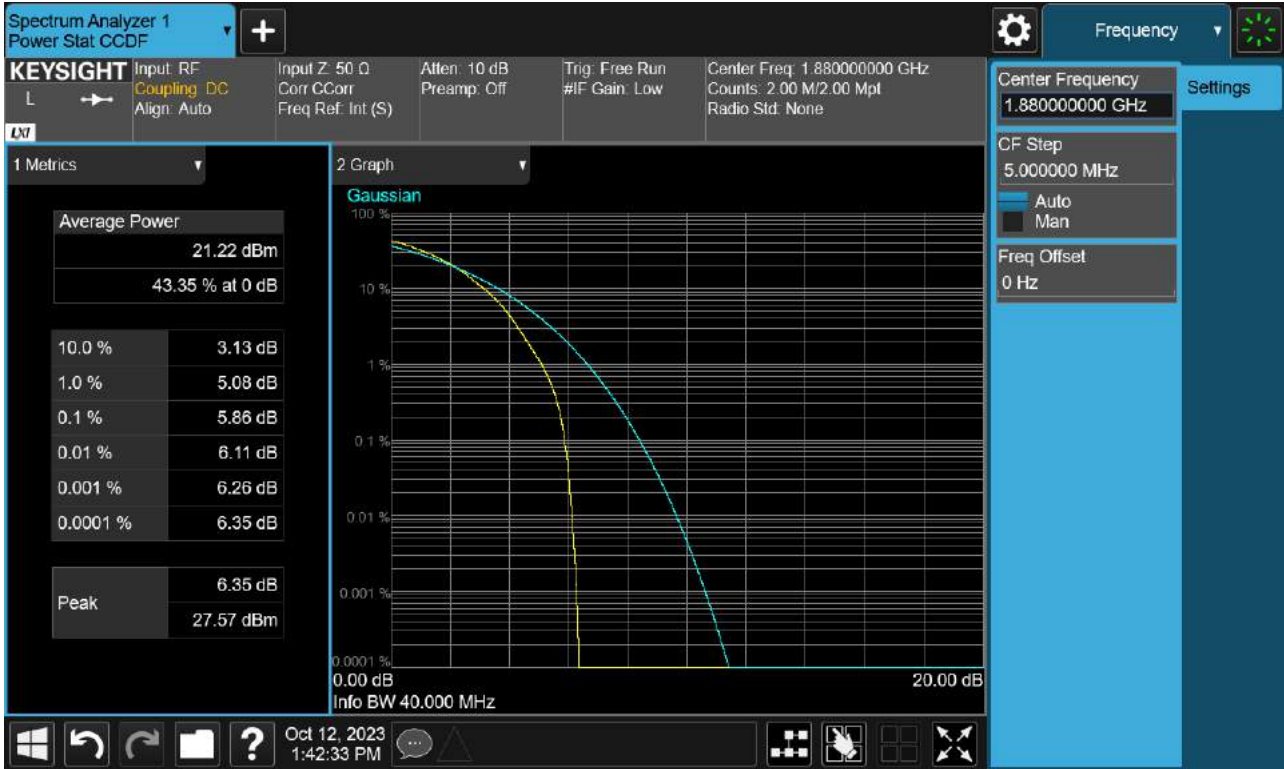 Spectrum Analyzer 1
Power Stat CCDF
Frequency
KEYSIGHT
L
LXI
Input: RF
Coupling: DC
Align: Auto
Input Z: 50 Ω
Corr CCorr
Freq Ref: Int (S)
Atten: 10 dB
Preamp: Off
Trig: Free Run
#IF Gain: Low
Center Freq: 1.880000000 GHz
Counts: 2.00 M/2.00 Mpt
Radio Std: None
Center Frequency
1.880000000 GHz
Settings
CF Step
5.000000 MHz
Auto
Man
Freq Offset
0 Hz
1 Metrics
Average Power
21.22 dBm
43.35 % at 0 dB
10.0 % 3.13 dB
1.0 % 5.08 dB
0.1 % 5.86 dB
0.01 % 6.11 dB
0.001 % 6.26 dB
0.0001 % 6.35 dB
Peak
6.35 dB
27.57 dBm
2 Graph
Gaussian
100 %
10 %
1 %
0.1 %
0.01 %
0.001 %
0.0001 %
0.00 dB 20.00 dB
Info BW 40.000 MHz
?
Oct 12, 2023
1:42:33 PM